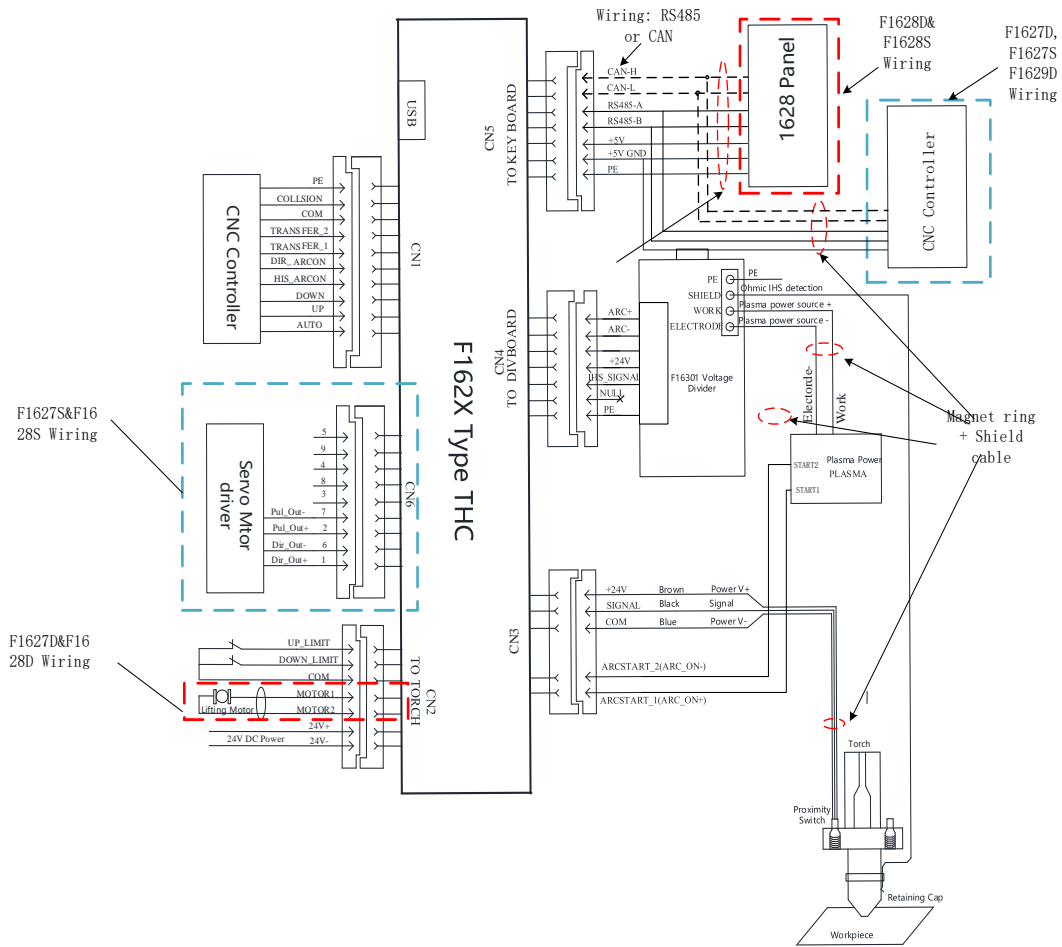 Wiring: RS485
or CAN
F1628D&
F1628S
Wiring
F1627D,
F1627S
F1629D
Wiring
USB
CN5
TO KEY BOARD
CAN-H
CAN-L
RS485-A
RS485-B
+5V
+5V GND
PE
1628 Panel
CNC Controller
CNC Controller
PE
COLLSION
COM
TRANSFER_2
TRANSFER_1
DIR_ARCON
HIS_ARCON
DOWN
UP
AUTO
CN1
F162X Type THC
CN4
TO DIVBOARD
ARC+
ARC-
+24V
IHS_SIGNAL
NULL
PE
F16301 Voltage
Divider
PE
SHIELD
WORK
ELECTRODE
PE
Ohmic IHS detection
Plasma power source +
Plasma power source -
Electorde-
Work
Magnet ring
+ Shield
cable
Plasma Power
PLASMA
START2
START1
F1627S&F16
28S Wiring
Servo Mtor
driver
5
9
4
8
3
Pul_Out- 7
Pul_Out+ 2
Dir_Out- 6
Dir_Out+ 1
CN6
F1627D&F16
28D Wiring
UP_LIMIT
DOWN_LIMIT
COM
MOTOR1
MOTOR2
Lifting Motor
24V+
24V DC Power 24V-
CN2
TO TORCH
CN3
+24V Brown Power V+
SIGNAL Black Signal
COM Blue Power V-
ARCSTART_2(ARC_ON-)
ARCSTART_1(ARC_ON+)
Torch
Proximity
Switch
Retaining Cap
Workpiece